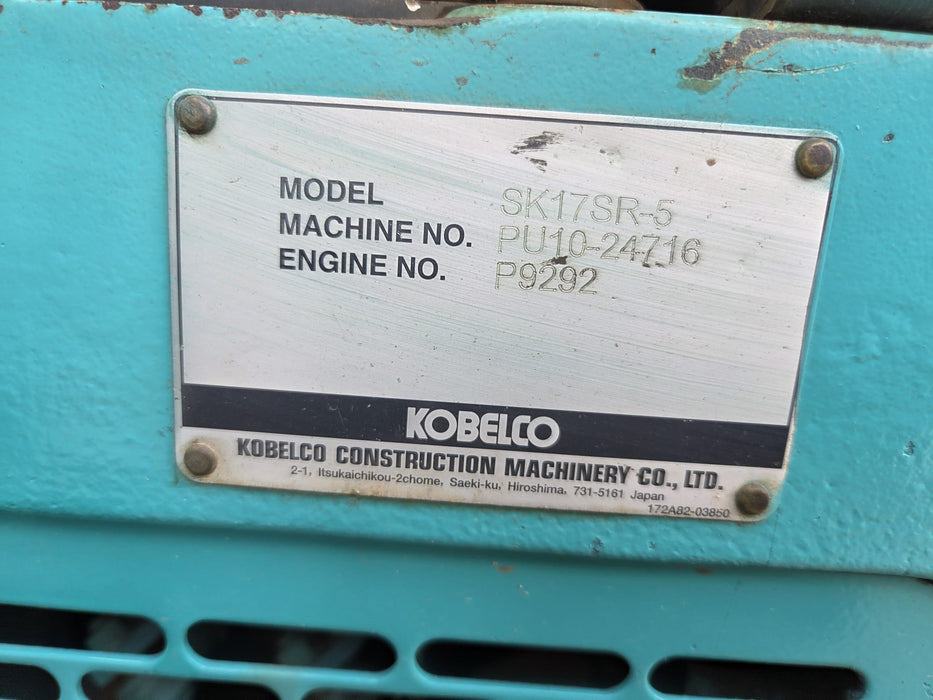 MODEL SK17SR-5
MACHINE NO. PU10-24716
ENGINE NO. P9292
KOBELCO
KOBELCO CONSTRUCTION MACHINERY CO., LTD.
2-1, Itsukaichikou-2chome, Saeki-ku, Hiroshima, 731-5161 Japan
172A82-03850